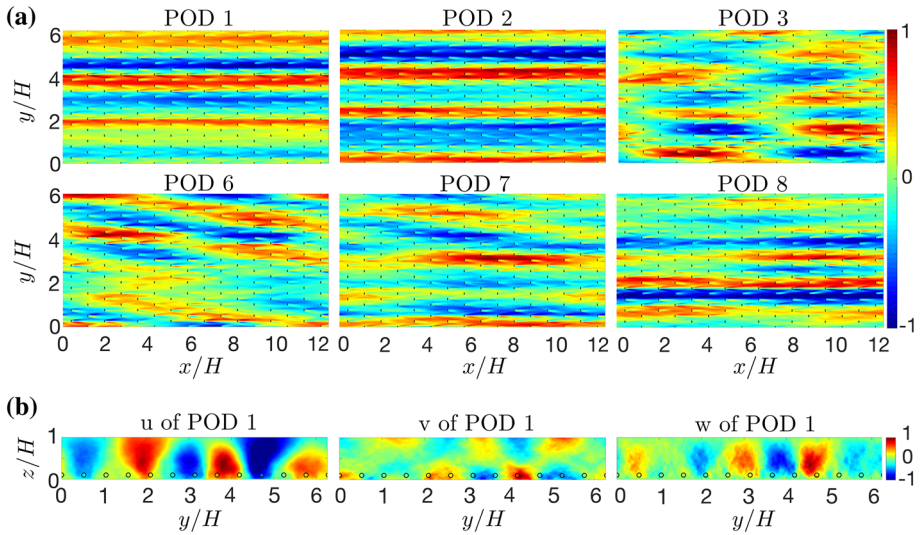 (a) POD 1 POD 2 POD 3
6 4 2 0 y/H
1 0 -1
POD 6 POD 7 POD 8
6 4 2 0 y/H
0 2 4 6 8 10 12 0 2 4 6 8 10 12 0 2 4 6 8 10 12
x/H x/H x/H
(b) u of POD 1 v of POD 1 w of POD 1
1 0 z/H
1 0 -1
0 1 2 3 4 5 6 0 1 2 3 4 5 6 0 1 2 3 4 5 6
y/H y/H y/H